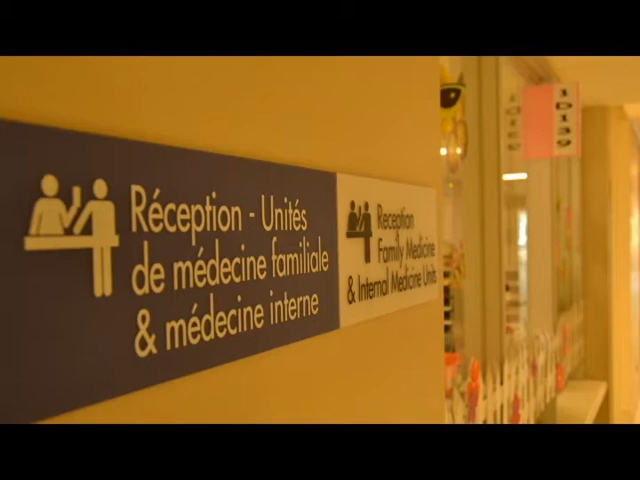 Réception - Unités
de médecine familiale
& médecine interne
Reception
Family Medicine
& Internal Medicine Units
10139